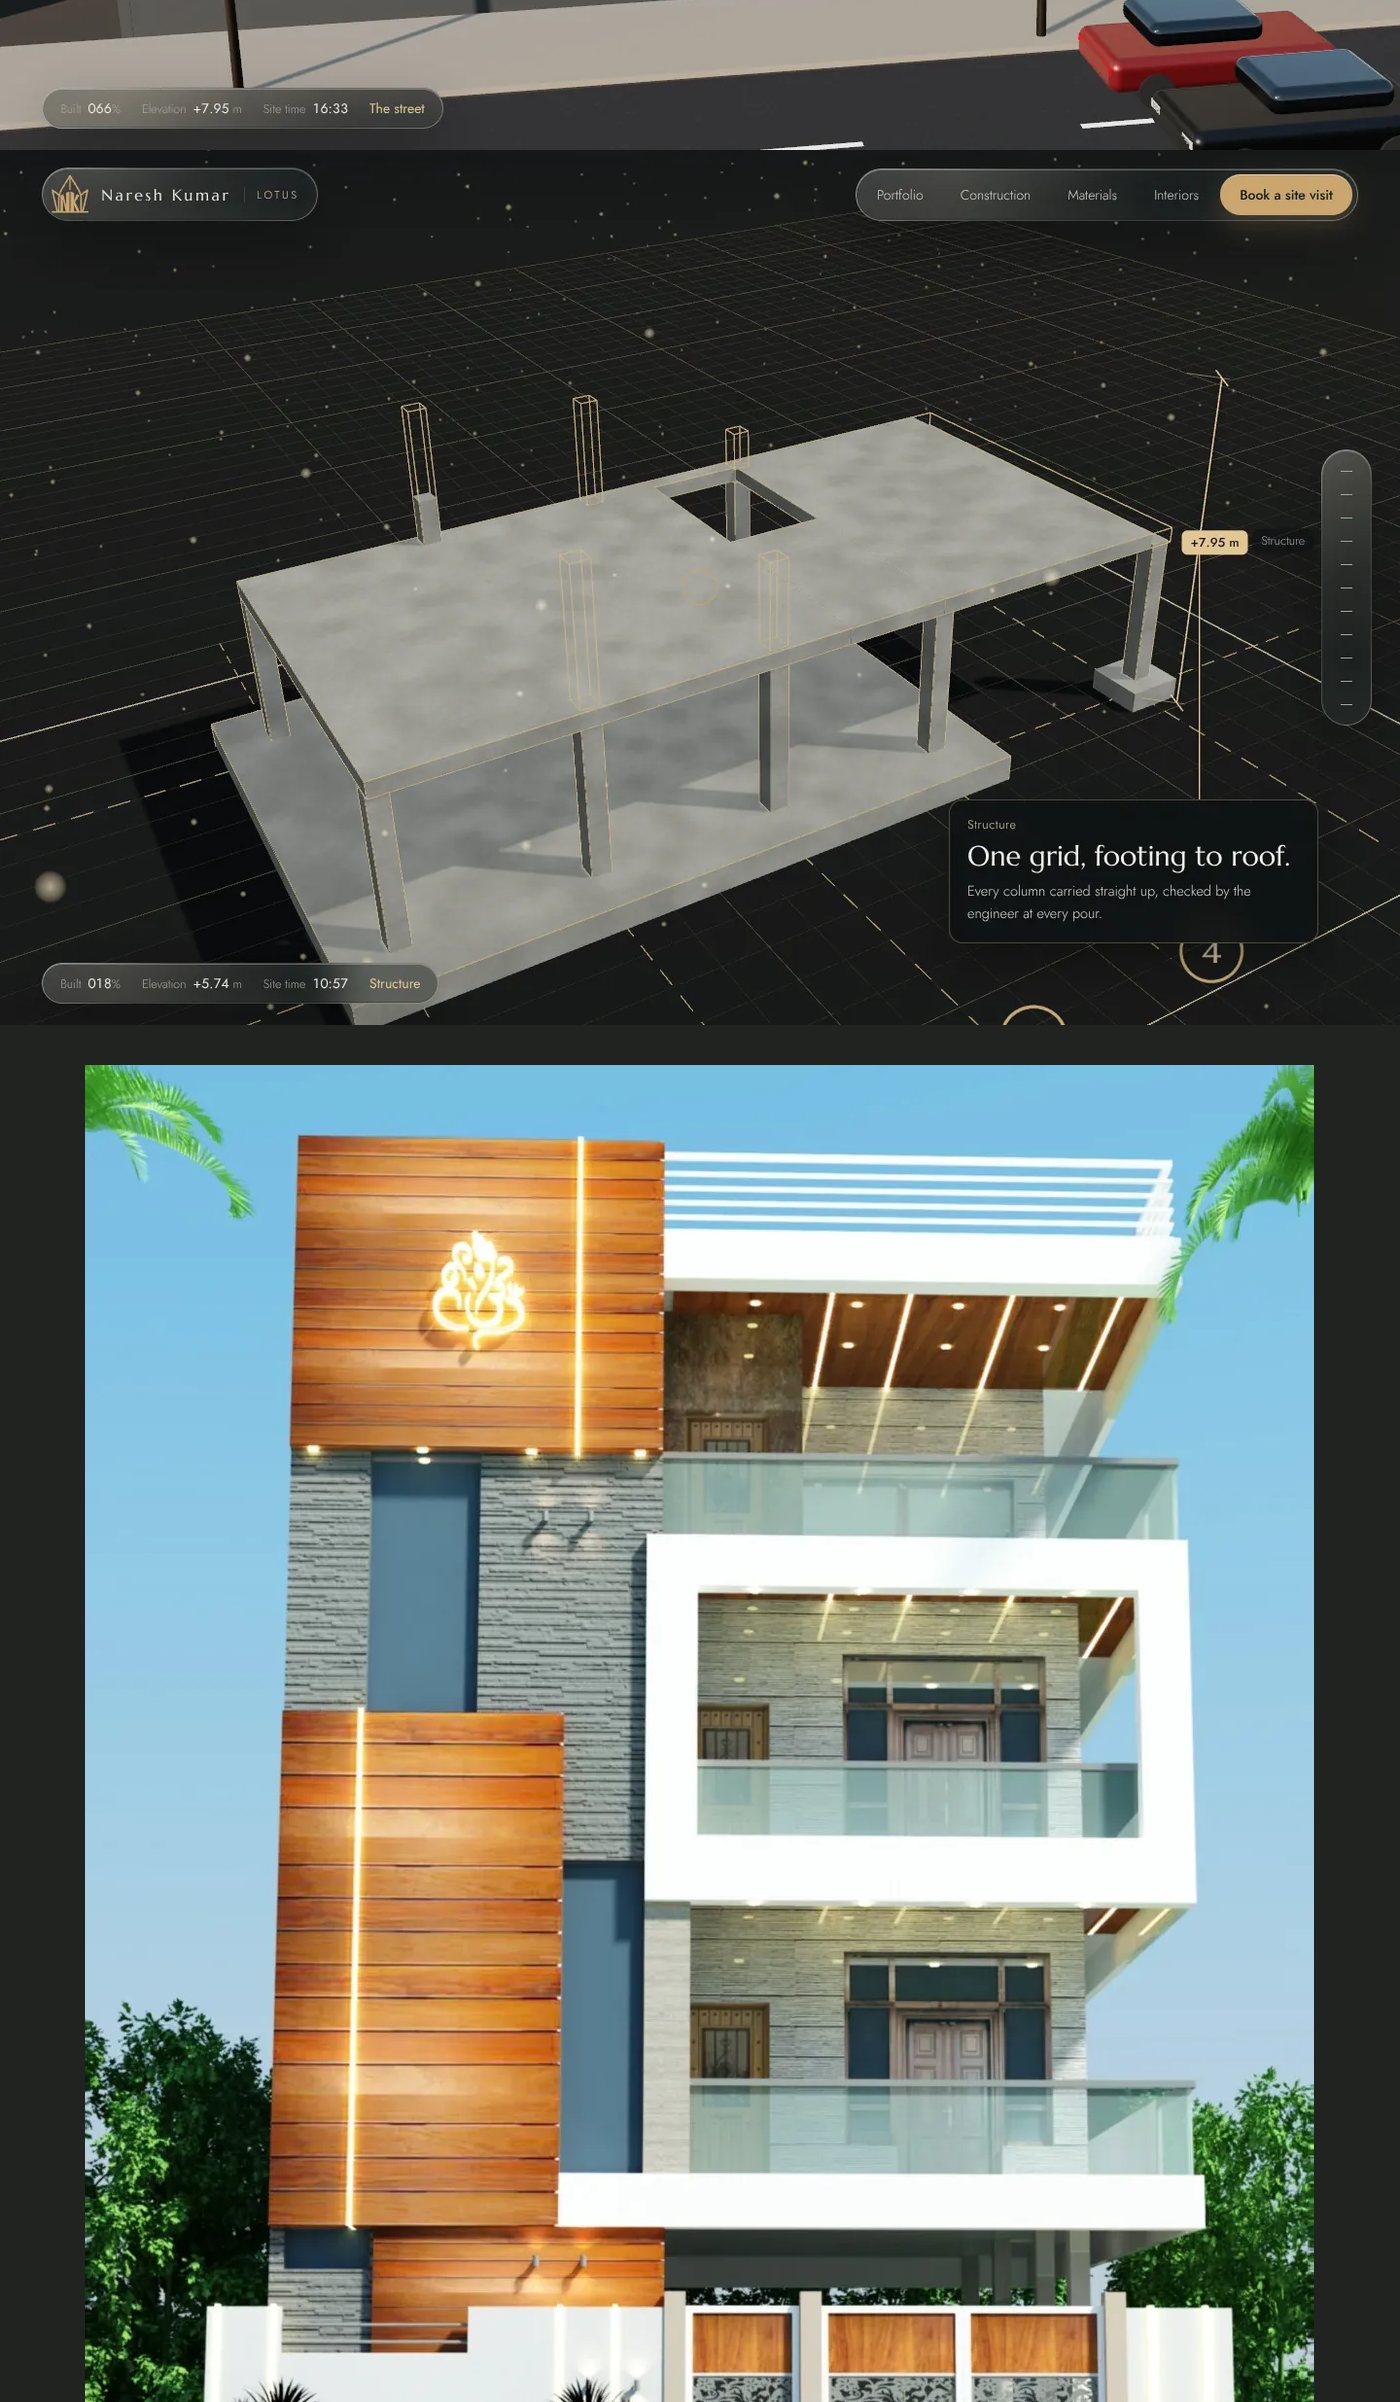 Built 066% Elevation +7.95 m Site time 16:33 The street
NK Naresh Kumar LOTUS
Portfolio Construction Materials Interiors Book a site visit
+7.95 m Structure
Structure
One grid, footing to roof.
Every column carried straight up, checked by the
engineer at every pour.
4
Built 018% Elevation +5.74 m Site time 10:57 Structure